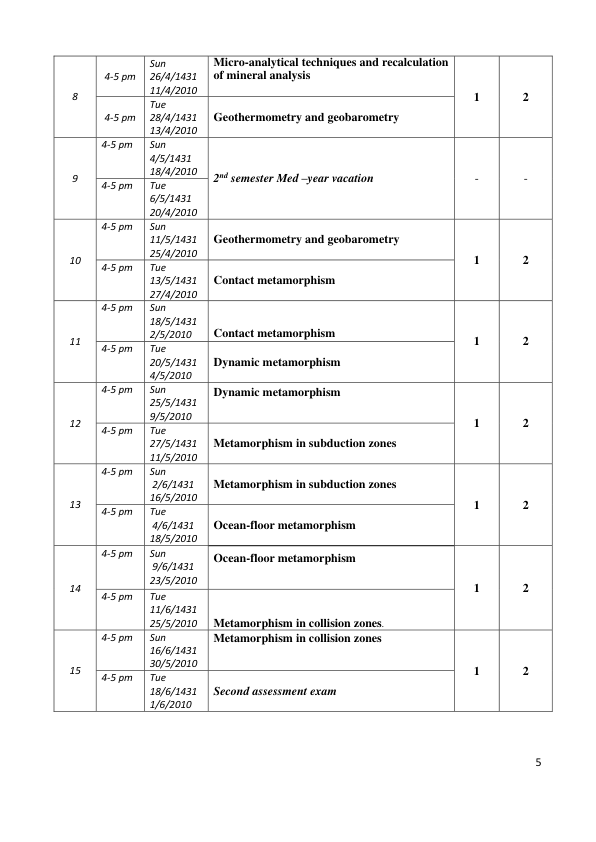 8
4-5 pm
Sun
26/4/1431
11/4/2010
Micro-analytical techniques and recalculation
of mineral analysis
1
2
4-5 pm
Tue
28/4/1431
13/4/2010
Geothermometry and geobarometry
9
4-5 pm
Sun
4/5/1431
18/4/2010
2nd semester Med –year vacation
-
-
4-5 pm
Tue
6/5/1431
20/4/2010
10
4-5 pm
Sun
11/5/1431
25/4/2010
Geothermometry and geobarometry
1
2
4-5 pm
Tue
13/5/1431
27/4/2010
Contact metamorphism
11
4-5 pm
Sun
18/5/1431
2/5/2010
Contact metamorphism
1
2
4-5 pm
Tue
20/5/1431
4/5/2010
Dynamic metamorphism
12
4-5 pm
Sun
25/5/1431
9/5/2010
Dynamic metamorphism
1
2
4-5 pm
Tue
27/5/1431
11/5/2010
Metamorphism in subduction zones
13
4-5 pm
Sun
2/6/1431
16/5/2010
Metamorphism in subduction zones
1
2
4-5 pm
Tue
4/6/1431
18/5/2010
Ocean-floor metamorphism
14
4-5 pm
Sun
9/6/1431
23/5/2010
Ocean-floor metamorphism
1
2
4-5 pm
Tue
11/6/1431
25/5/2010
Metamorphism in collision zones.
15
4-5 pm
Sun
16/6/1431
30/5/2010
Metamorphism in collision zones
1
2
4-5 pm
Tue
18/6/1431
1/6/2010
Second assessment exam
5